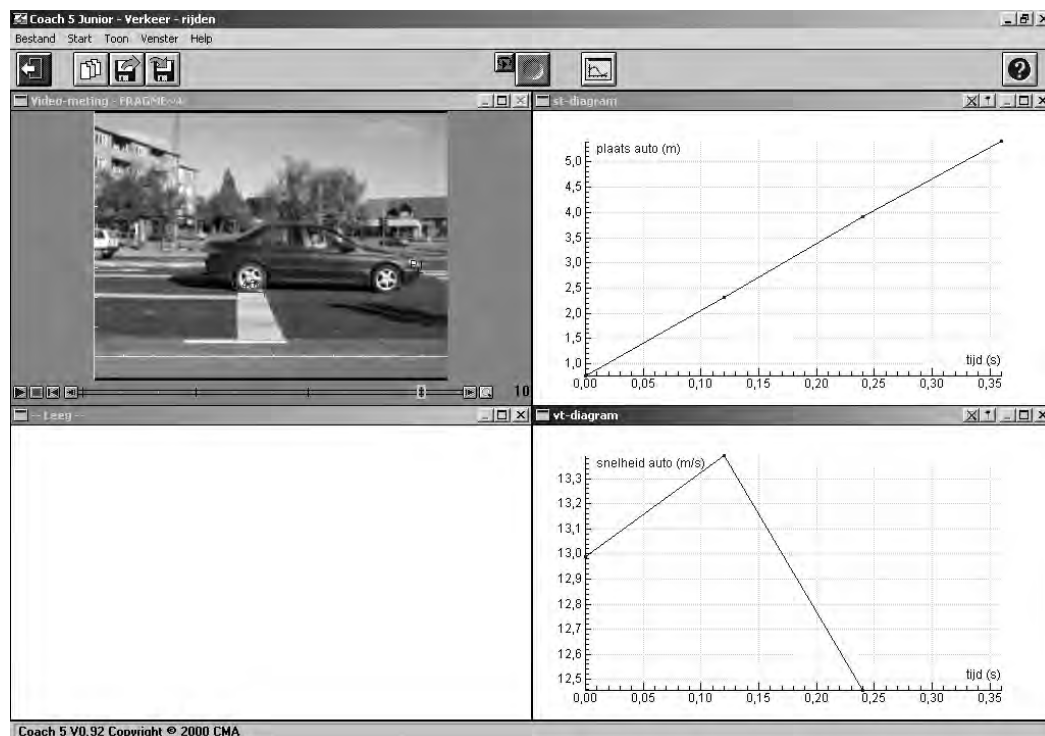 Coach 5 Junior - Verkeer - rijden
Bestand Start Toon Venster Help
Video-meting -
10
st-diagram
plaats auto (m)
5,0
4,5
4,0
3,5
3,0
2,5
2,0
1,5
1,0
tijd (s)
0,00 0,05 0,10 0,15 0,20 0,25 0,30 0,35
-- Leeg --
vt-diagram
snelheid auto (m/s)
13,3
13,2
13,1
13,0
12,9
12,8
12,7
12,6
12,5
tijd (s)
0,00 0,05 0,10 0,15 0,20 0,25 0,30 0,35
Coach 5 V0.92 Copyright © 2000 CMA